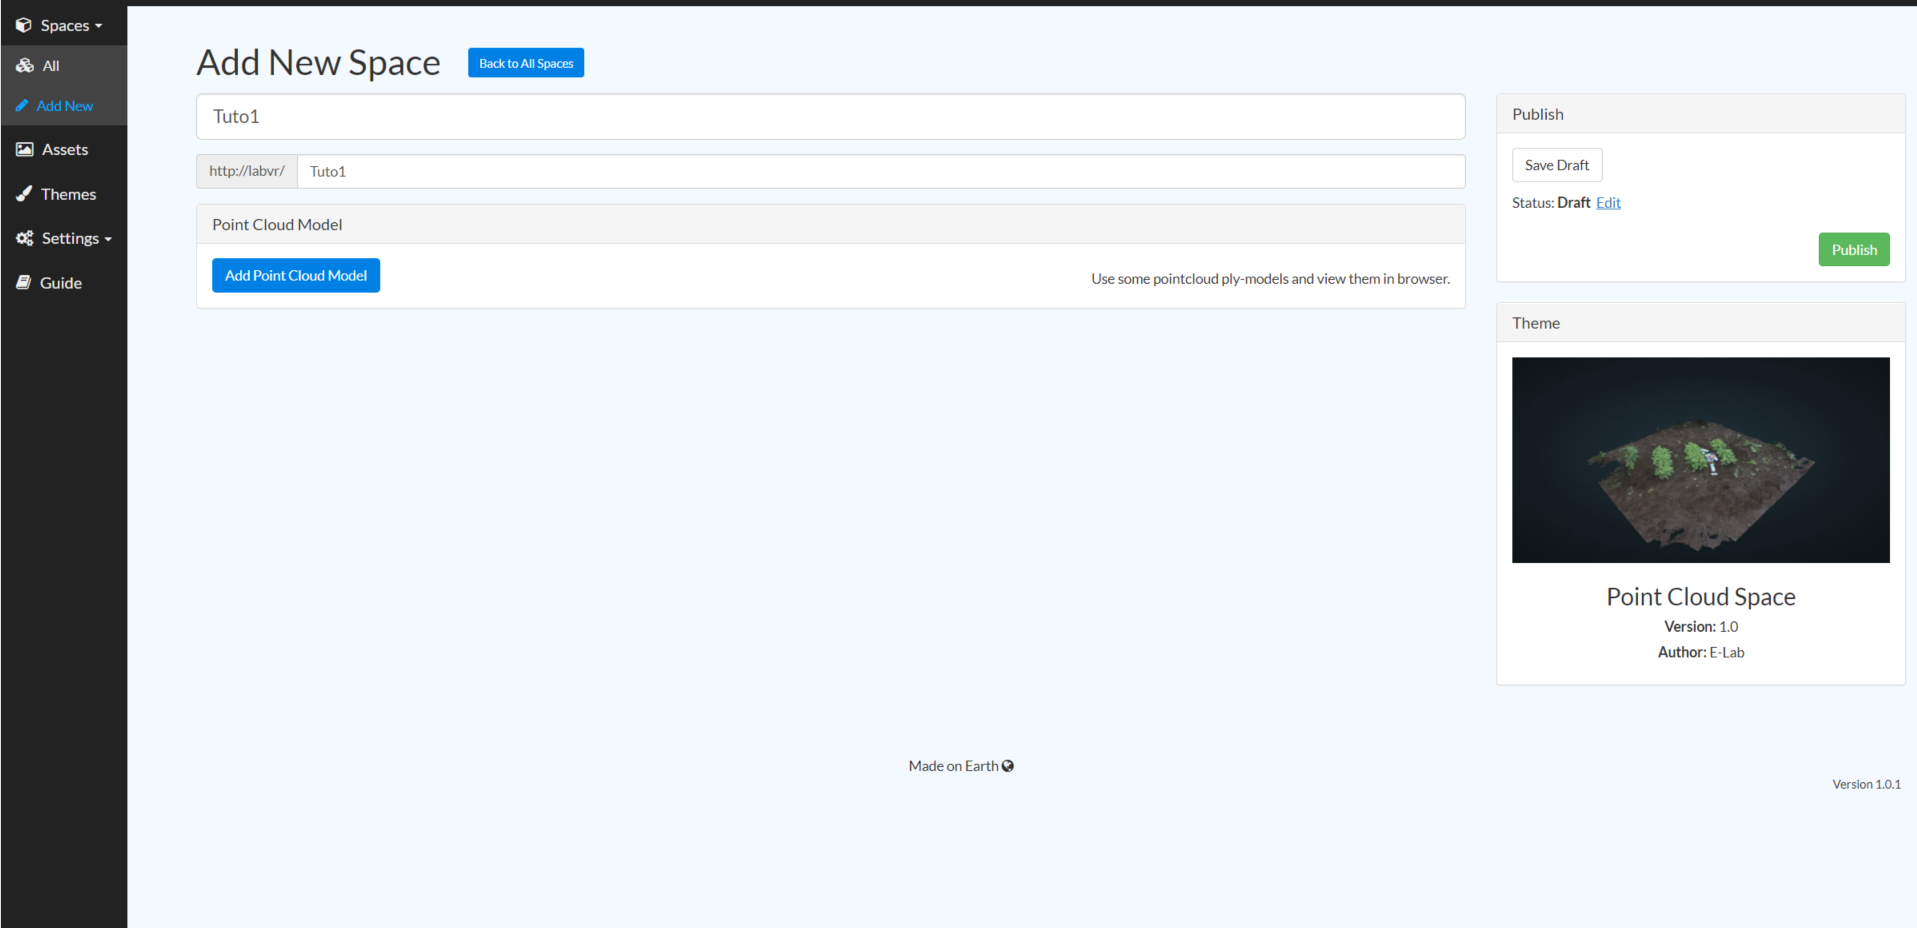 Spaces
All
Add New
Assets
Themes
Settings
Guide
Add New Space
Back to All Spaces
Tuto1
http://labvr/ Tuto1
Point Cloud Model
Add Point Cloud Model
Use some pointcloud ply-models and view them in browser.
Publish
Save Draft
Status: Draft Edit
Publish
Theme
Point Cloud Space
Version: 1.0
Author: E-Lab
Made on Earth
Version 1.0.1